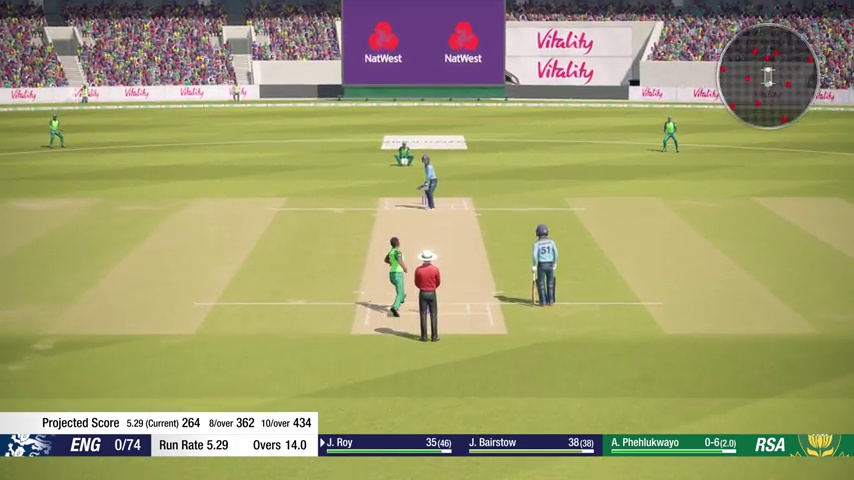 NatWest NatWest
Vitality
Vitality
Vitality Vitality Vitality Vitality
51
Projected Score 5.29 (Current) 264 8/over 362 10/over 434
ENG 0/74 Run Rate 5.29 Overs 14.0 J. Roy 35(46) J. Bairstow 38(38) A. Phehlukwayo 0-6(2.0) RSA